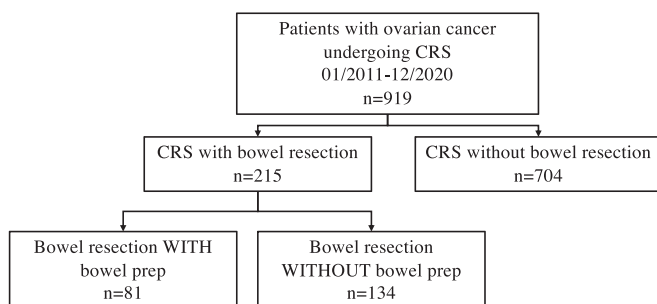 Patients with ovarian cancer
undergoing CRS
01/2011-12/2020
n=919
CRS with bowel resection
n=215
CRS without bowel resection
n=704
Bowel resection WITH
bowel prep
n=81
Bowel resection
WITHOUT bowel prep
n=134